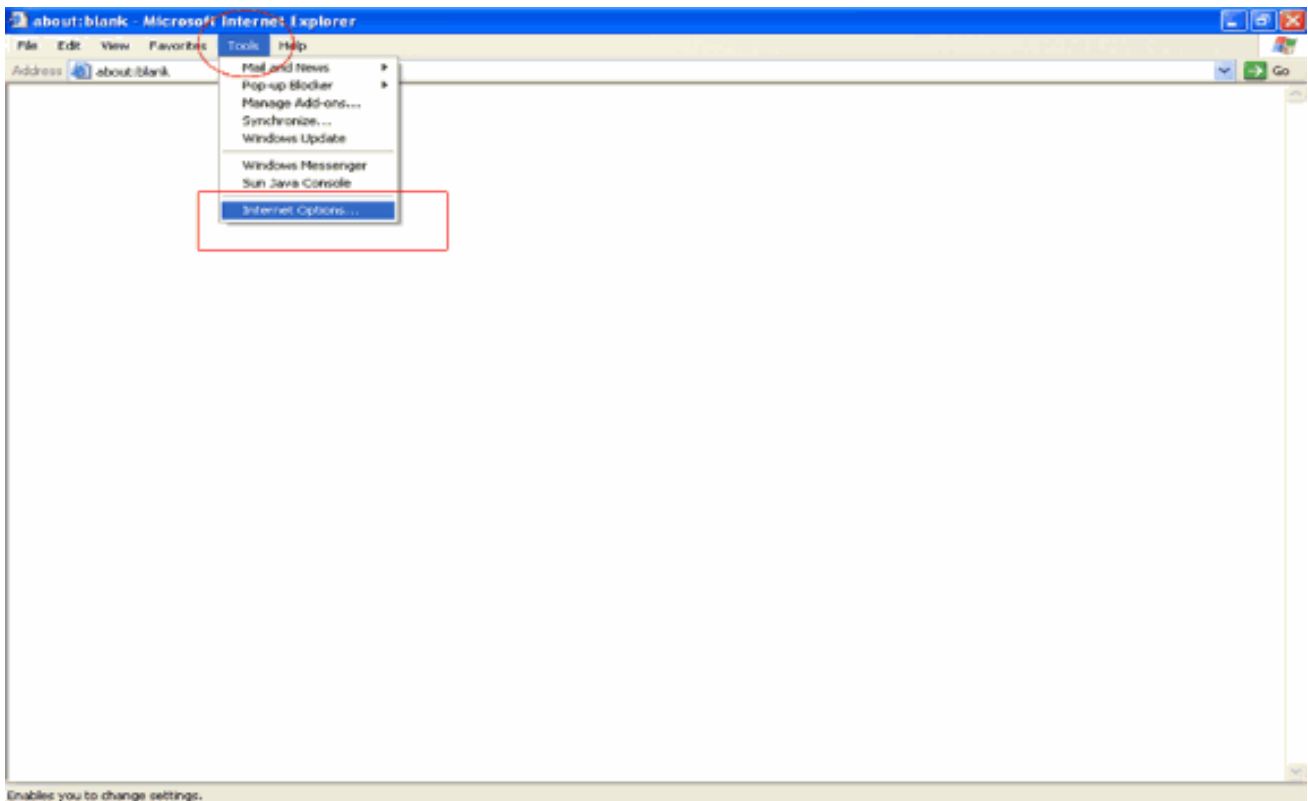 about:blank - Microsoft Internet Explorer
File Edit View Favorites Tools Help
Address about:blank Go
Mail and News
Pop-up Blocker
Manage Add-ons...
Synchronize...
Windows Update
Windows Messenger
Sun Java Console
Internet Options...
Enables you to change settings.